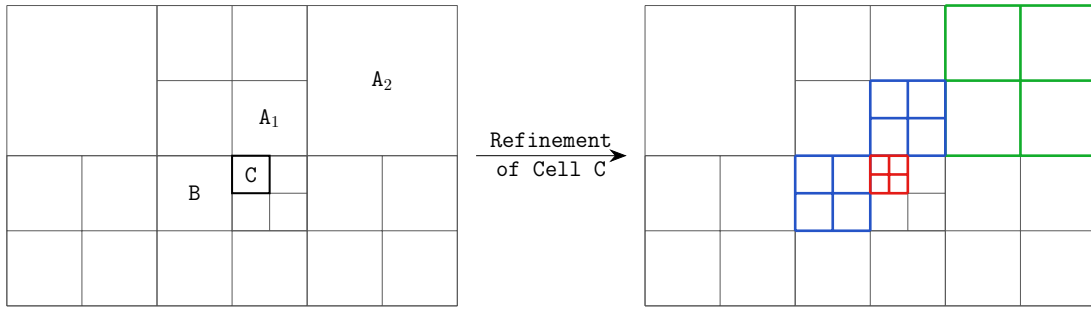 A₂
A₁
Refinement
of Cell C
C
B